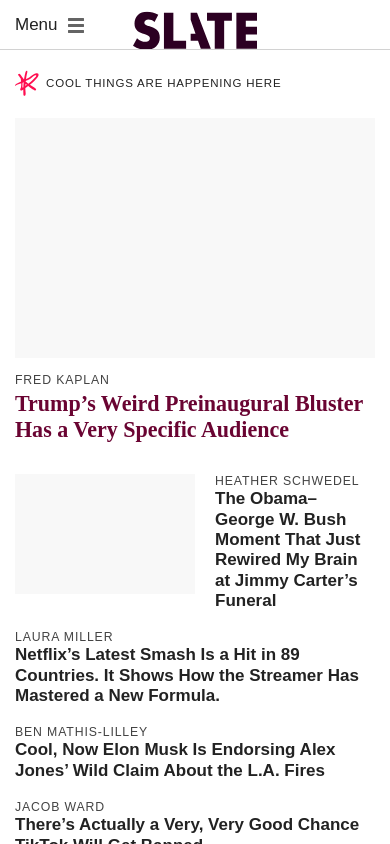 Menu
SLATE
COOL THINGS ARE HAPPENING HERE
FRED KAPLAN
Trump’s Weird Preinaugural Bluster
Has a Very Specific Audience
HEATHER SCHWEDEL
The Obama–
George W. Bush
Moment That Just
Rewired My Brain
at Jimmy Carter’s
Funeral
LAURA MILLER
Netflix’s Latest Smash Is a Hit in 89
Countries. It Shows How the Streamer Has
Mastered a New Formula.
BEN MATHIS-LILLEY
Cool, Now Elon Musk Is Endorsing Alex
Jones’ Wild Claim About the L.A. Fires
JACOB WARD
There’s Actually a Very, Very Good Chance
TikTok Will Get Banned